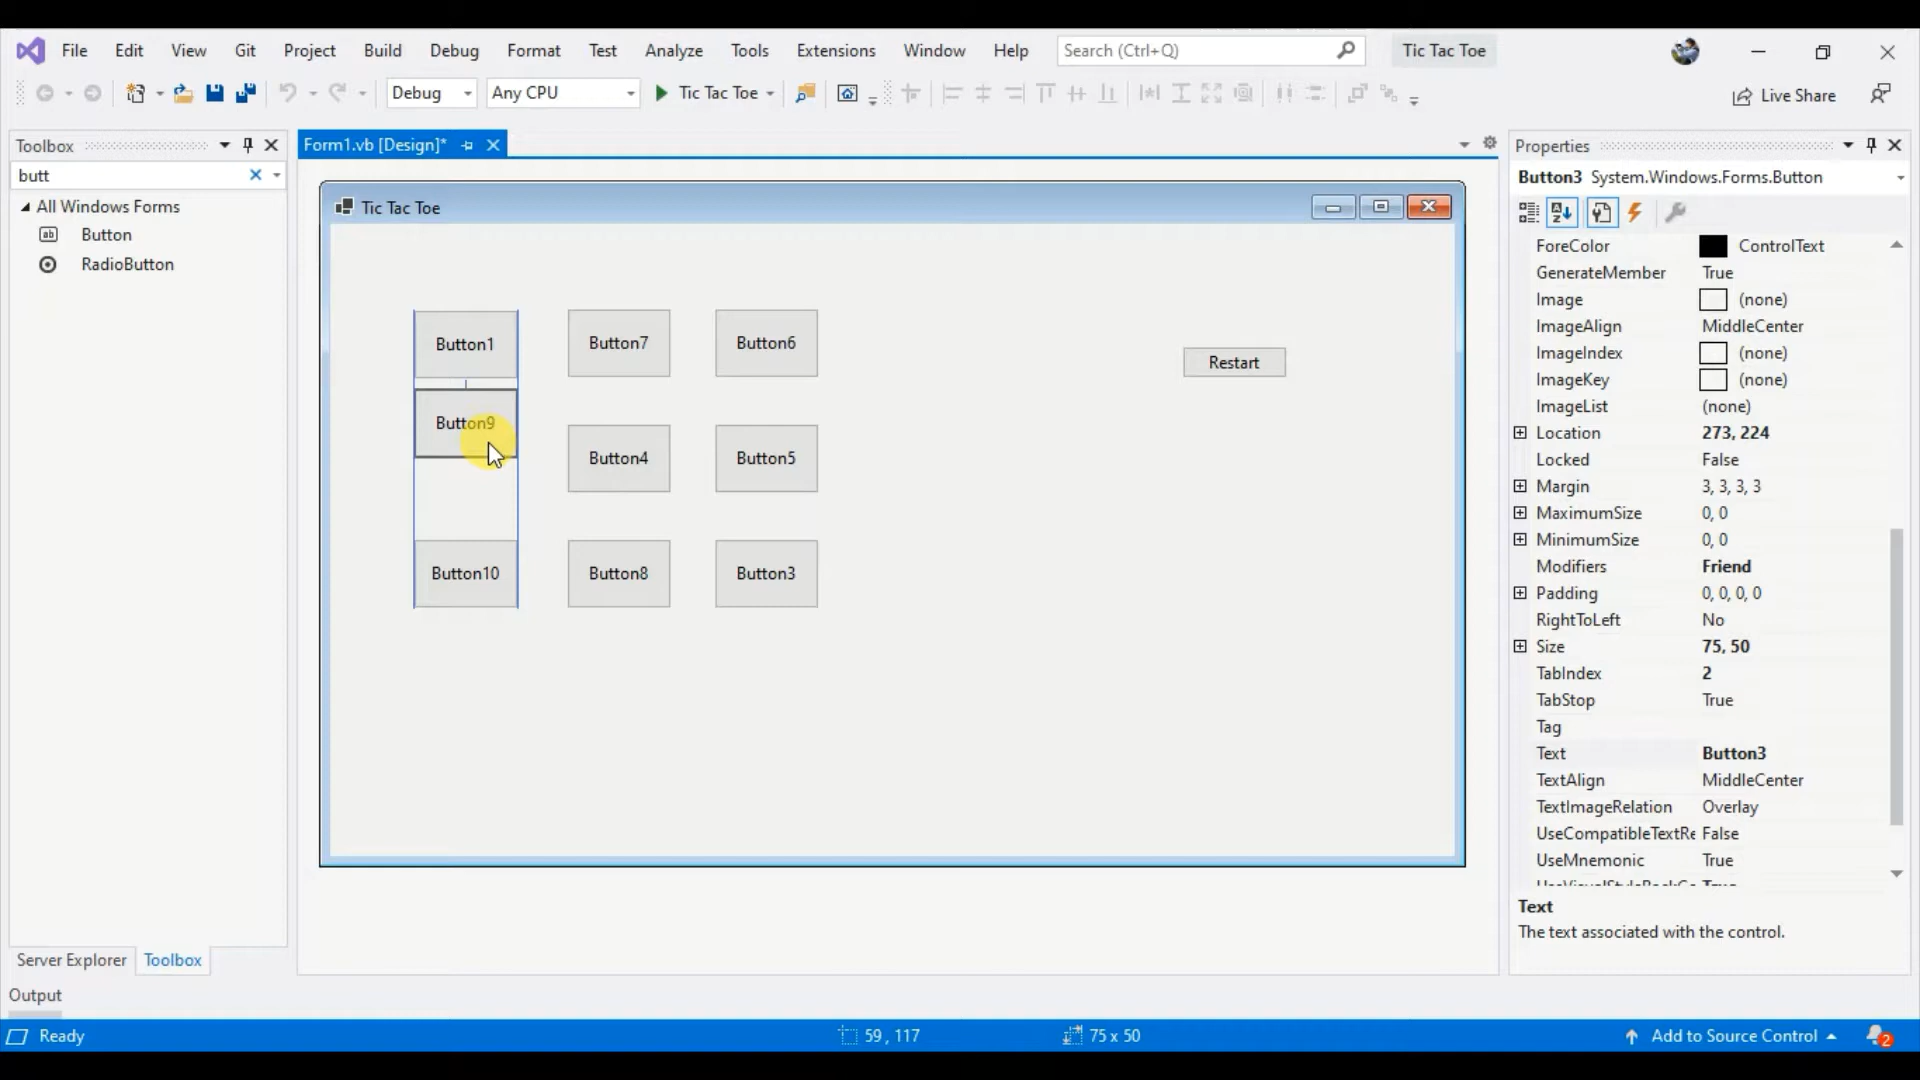 File Edit View Git Project Build Debug Format Test Analyze Tools Extensions Window Help Search (Ctrl+Q) Tic Tac Toe
Debug Any CPU Tic Tac Toe Live Share
Toolbox
butt
All Windows Forms
Button
RadioButton
Server Explorer Toolbox
Output
Form1.vb [Design]*
Tic Tac Toe
Button1 Button7 Button6
Restart
Button9
Button4 Button5
Button10 Button8 Button3
Properties
Button3 System.Windows.Forms.Button
ForeColor ControlText
GenerateMember True
Image (none)
ImageAlign MiddleCenter
ImageIndex (none)
ImageKey (none)
ImageList (none)
Location 273, 224
Locked False
Margin 3, 3, 3, 3
MaximumSize 0, 0
MinimumSize 0, 0
Modifiers Friend
Padding 0, 0, 0, 0
RightToLeft No
Size 75, 50
TabIndex 2
TabStop True
Tag
Text Button3
TextAlign MiddleCenter
TextImageRelation Overlay
UseCompatibleTextRe False
UseMnemonic True
Text
The text associated with the control.
Ready 59 , 117 75 x 50 Add to Source Control 2